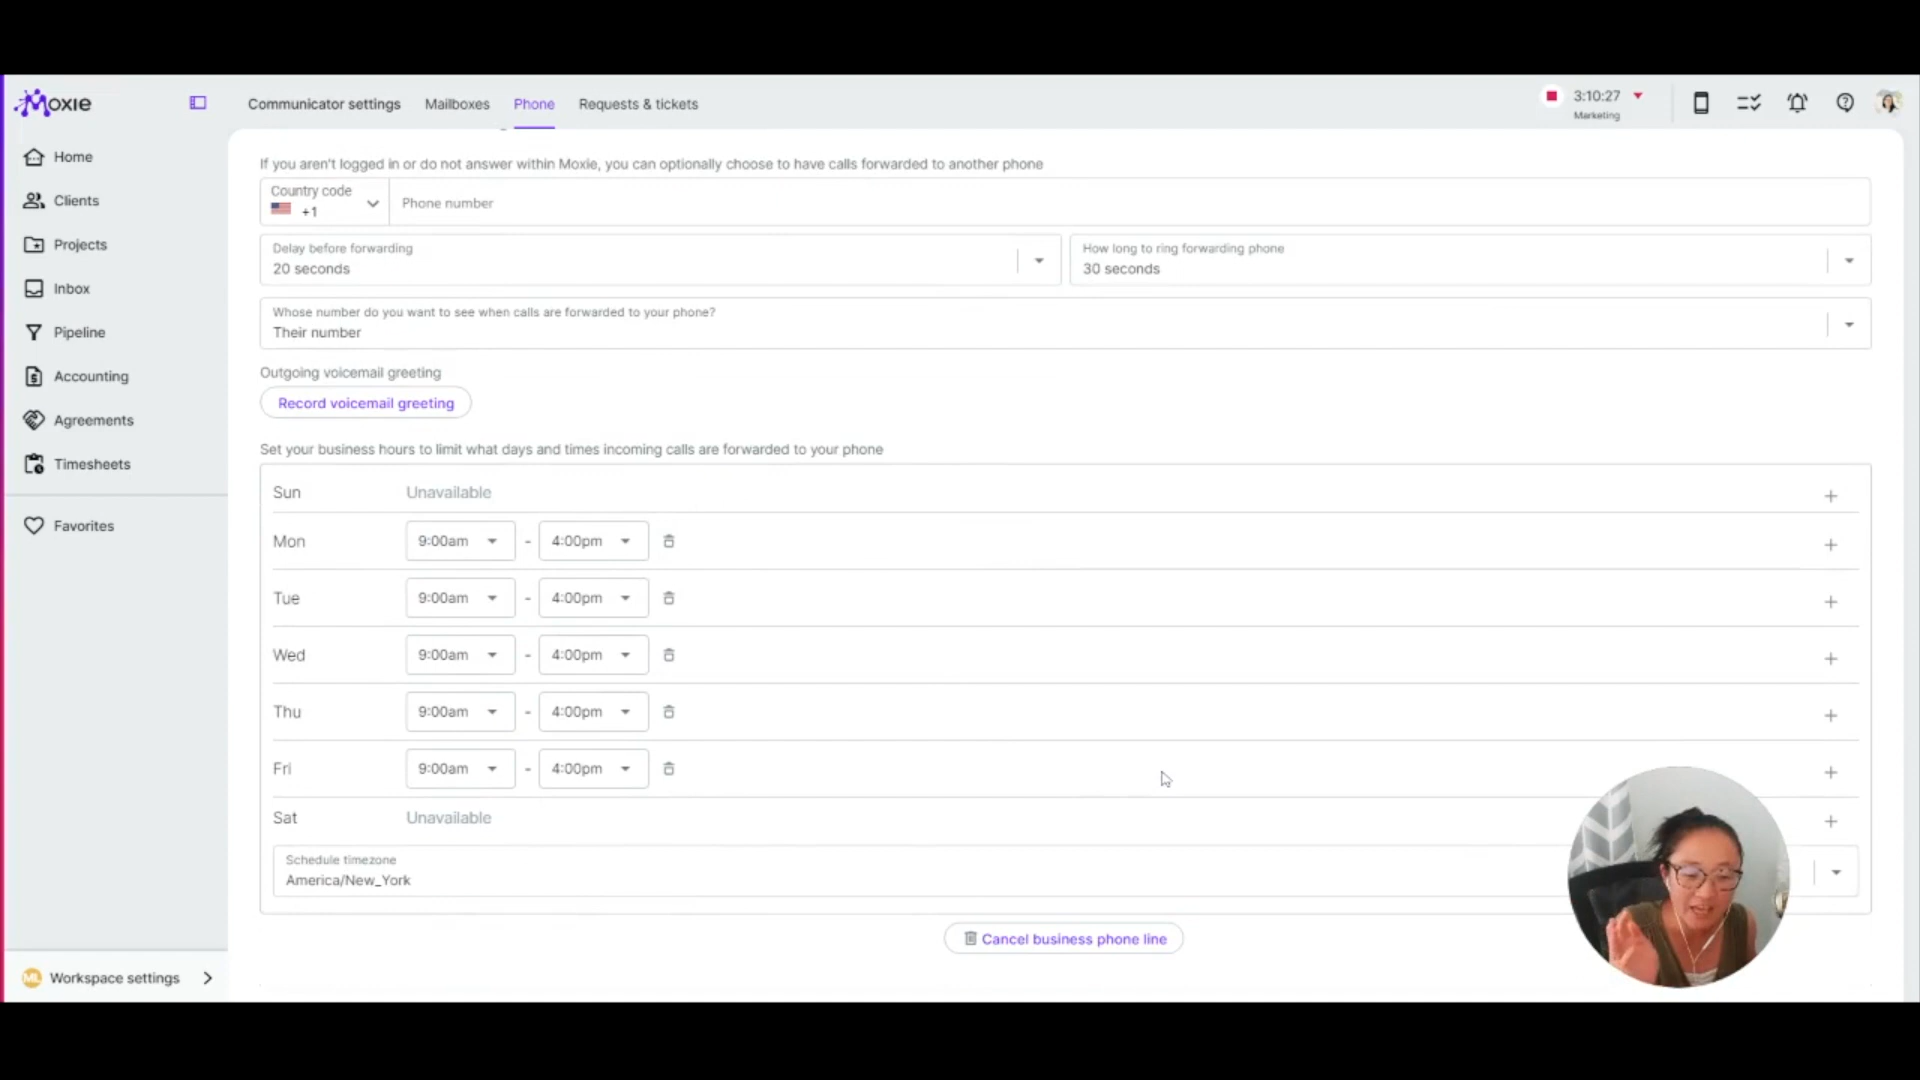 Moxie
Communicator settings
Mailboxes
Phone
Requests & tickets
3:10:27
Marketing
Home
Clients
Projects
Inbox
Pipeline
Accounting
Agreements
Timesheets
Favorites
ML
Workspace settings
If you aren't logged in or do not answer within Moxie, you can optionally choose to have calls forwarded to another phone
Country code
+1
Phone number
Delay before forwarding
20 seconds
How long to ring forwarding phone
30 seconds
Whose number do you want to see when calls are forwarded to your phone?
Their number
Outgoing voicemail greeting
Record voicemail greeting
Set your business hours to limit what days and times incoming calls are forwarded to your phone
Sun Unavailable
Mon 9:00am - 4:00pm
Tue 9:00am - 4:00pm
Wed 9:00am - 4:00pm
Thu 9:00am - 4:00pm
Fri 9:00am - 4:00pm
Sat Unavailable
Schedule timezone
America/New_York
Cancel business phone line